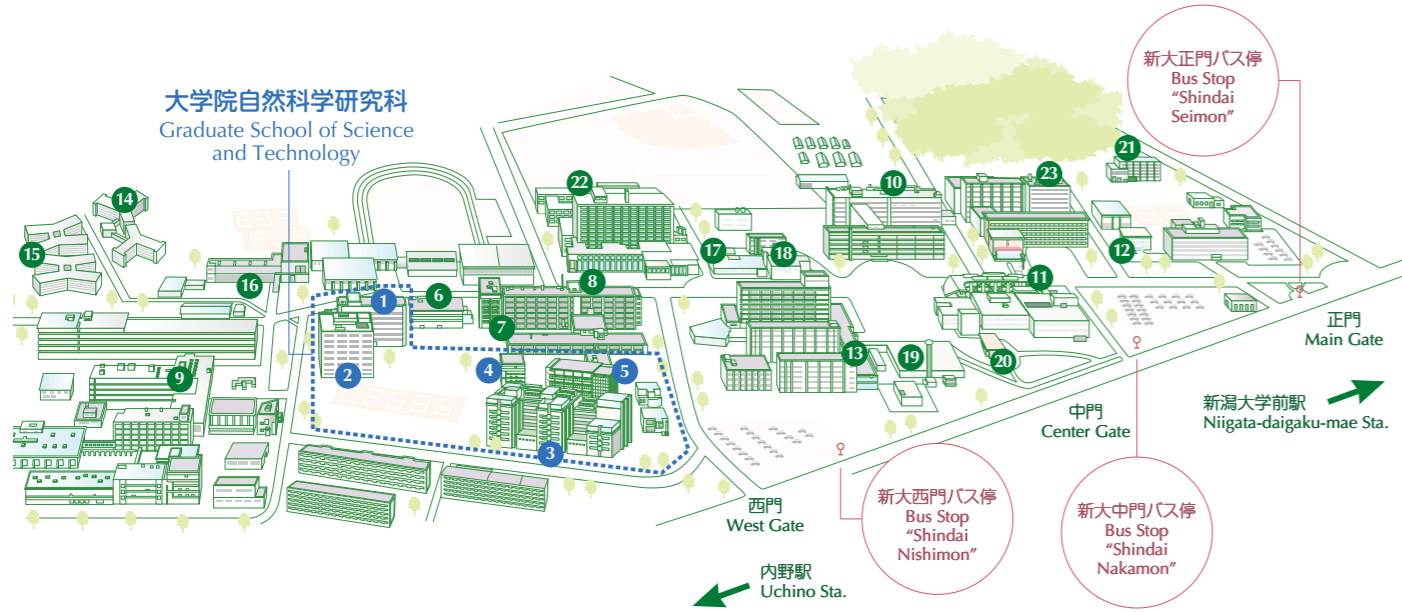 大学院自然科学研究科
Graduate School of Science
and Technology
新大正門バス停
Bus Stop
“Shindai
Seimon”
14
15
16
22
17
18
10
23
21
12
11
1
6
8
7
2
4
5
3
9
13
19
20
正門
Main Gate
新潟大学前駅
Niigata-daigaku-mae Sta.
中門
Center Gate
新大西門バス停
Bus Stop
“Shindai
Nishimon”
新大中門バス停
Bus Stop
“Shindai
Nakamon”
西門
West Gate
内野駅
Uchino Sta.